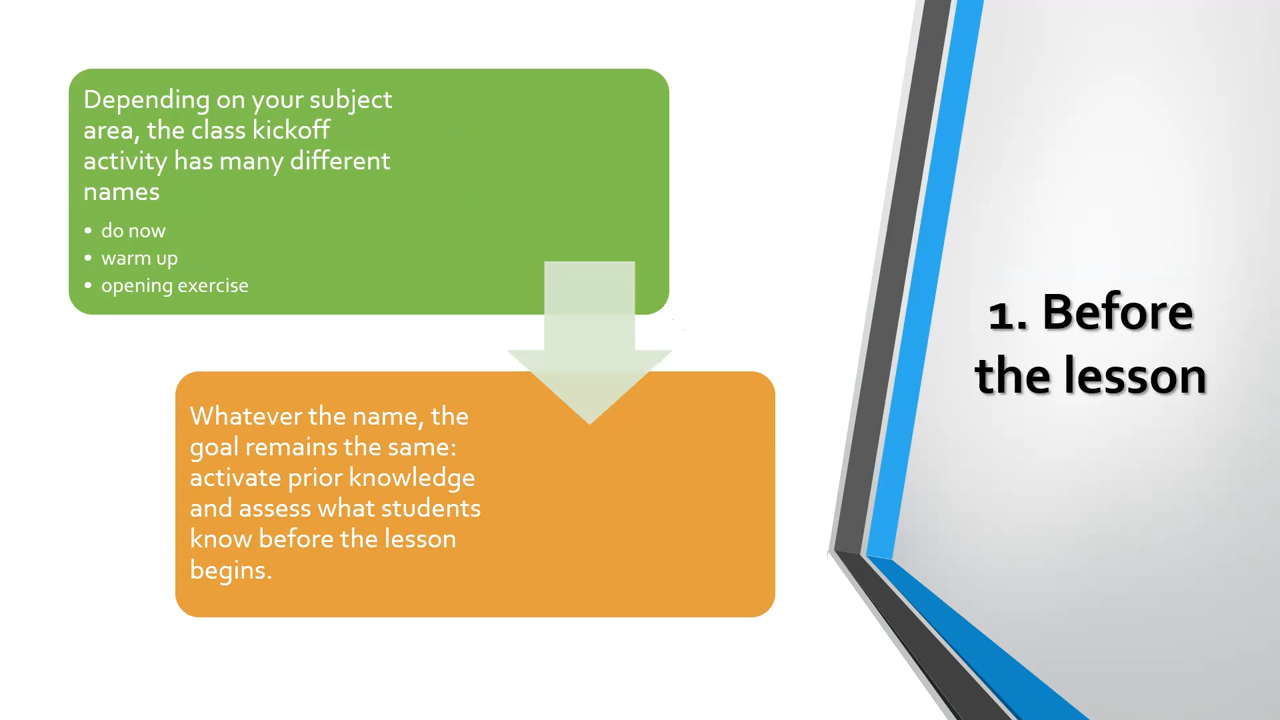 Depending on your subject
area, the class kickoff
activity has many different
names
• do now
• warm up
• opening exercise
Whatever the name, the
goal remains the same:
activate prior knowledge
and assess what students
know before the lesson
begins.
1. Before
the lesson